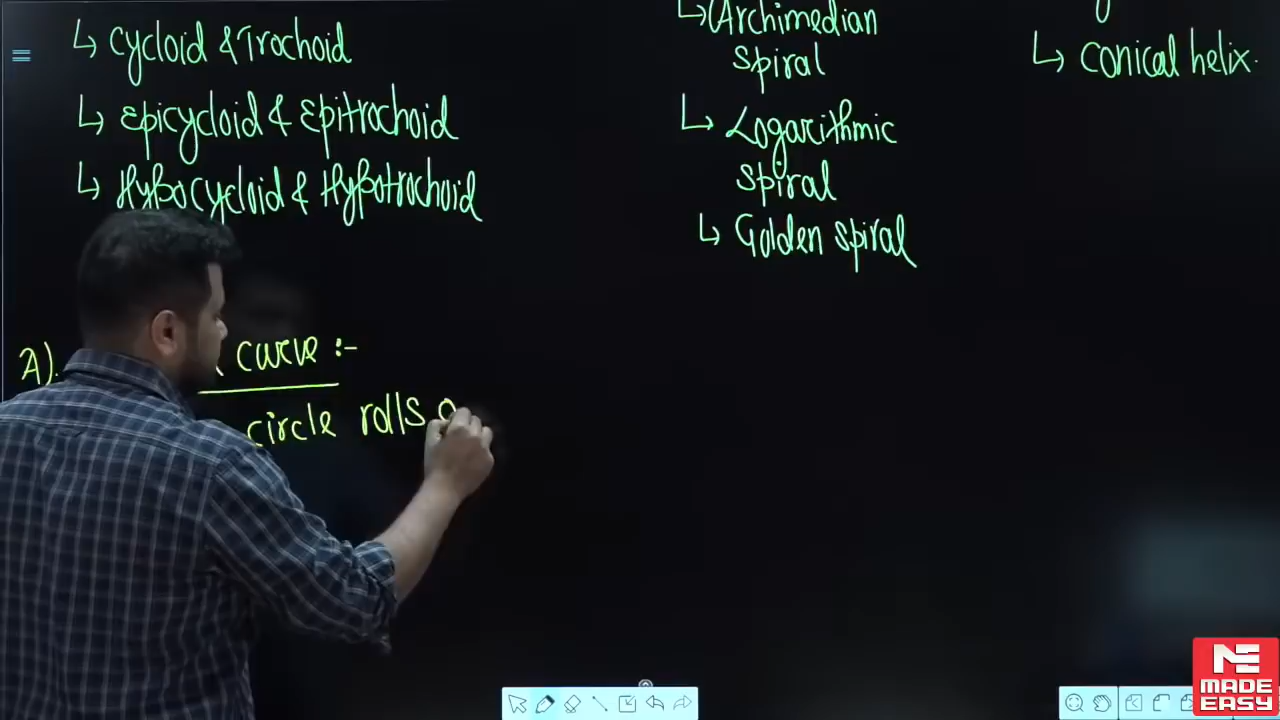 ↳ Cycloid & Trochoid
↳ Epicycloid & Epitrochoid
↳ Hypocycloid & Hypotrochoid
↳ Archimedian
spiral
↳ Logarithmic
spiral
↳ Golden spiral
↳ Conical helix.
A).
curve :-
circle rolls
MADE
EASY